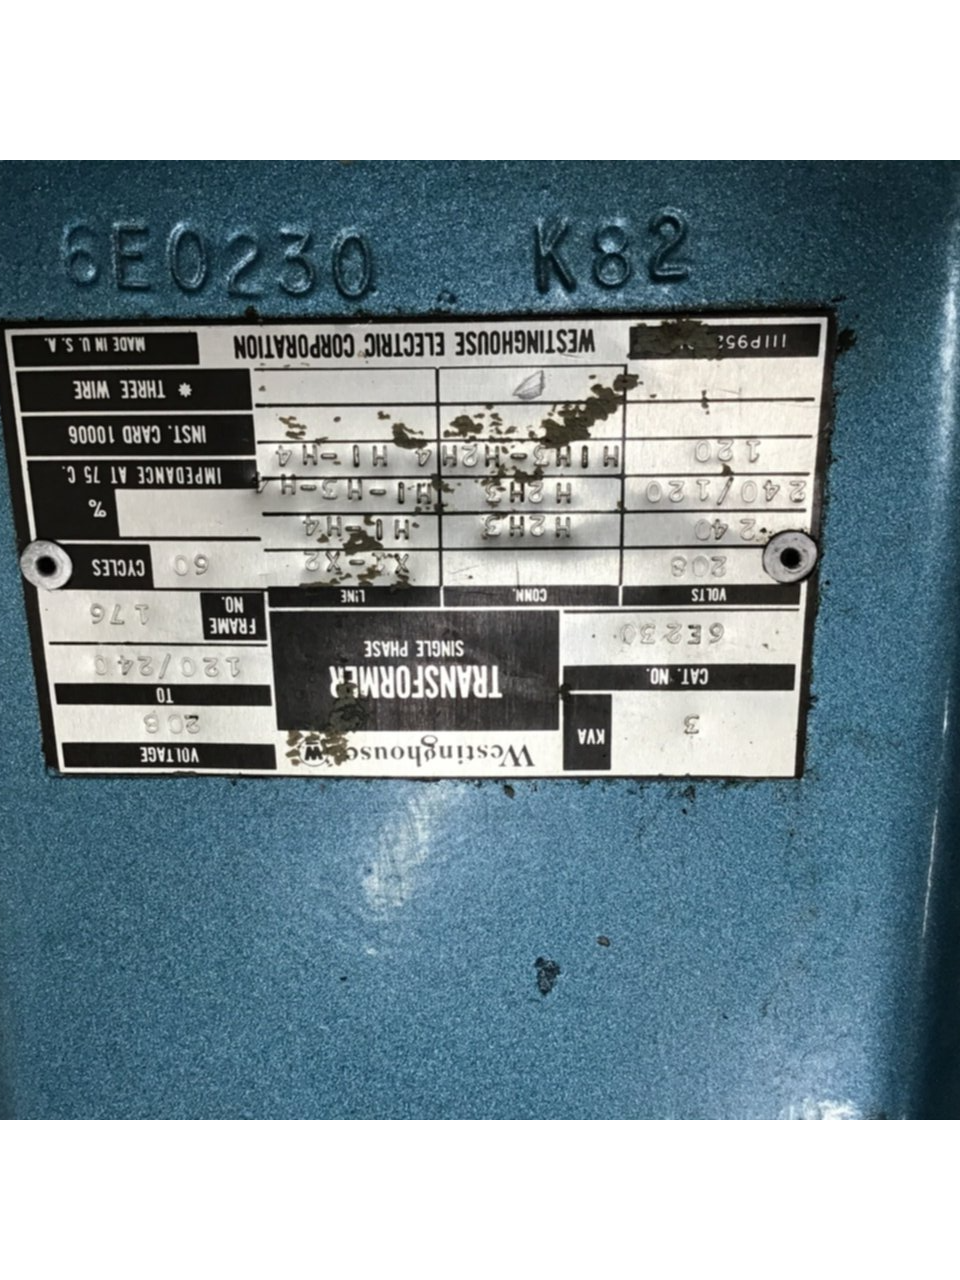 6E0230 K82
Westinghouse W
KVA 3
TRANSFORMER
SINGLE PHASE
VOLTAGE
208
TO
120/240
CAT. NO.
6E230
FRAME NO. 176
VOLTS CONN. LINE
208 X1-X2
240 H2H3 H1-H4
240/120 H2H3 H1-H3-H4
120 H1H3-H2H4 H1-H4
CYCLES 60
%
IMPEDANCE AT 75 C.
INST. CARD 10006
* THREE WIRE
WESTINGHOUSE ELECTRIC CORPORATION
MADE IN U. S. A.